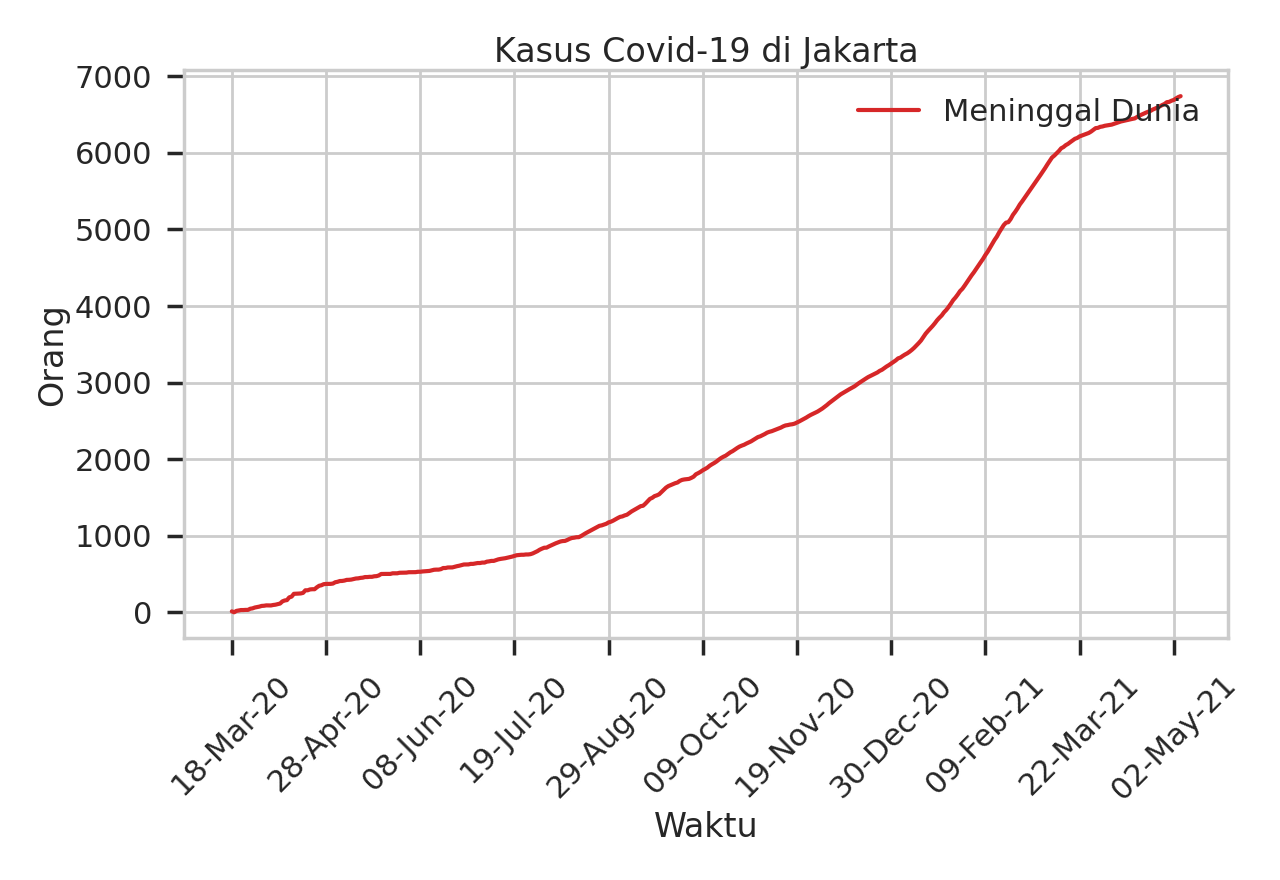 Kasus Covid-19 di Jakarta
Meninggal Dunia
7000
6000
5000
4000
3000
2000
1000
0
Orang
18-Mar-20
28-Apr-20
08-Jun-20
19-Jul-20
29-Aug-20
09-Oct-20
19-Nov-20
30-Dec-20
09-Feb-21
22-Mar-21
02-May-21
Waktu